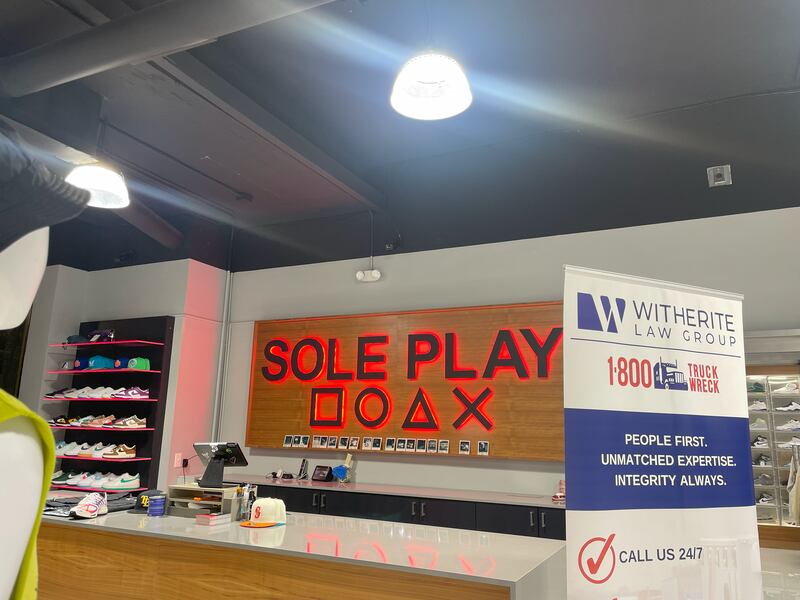 SOLE PLAY
WITHERITE
LAW GROUP
1-800 TRUCK
WRECK
PEOPLE FIRST.
UNMATCHED EXPERTISE.
INTEGRITY ALWAYS.
CALL US 24/7